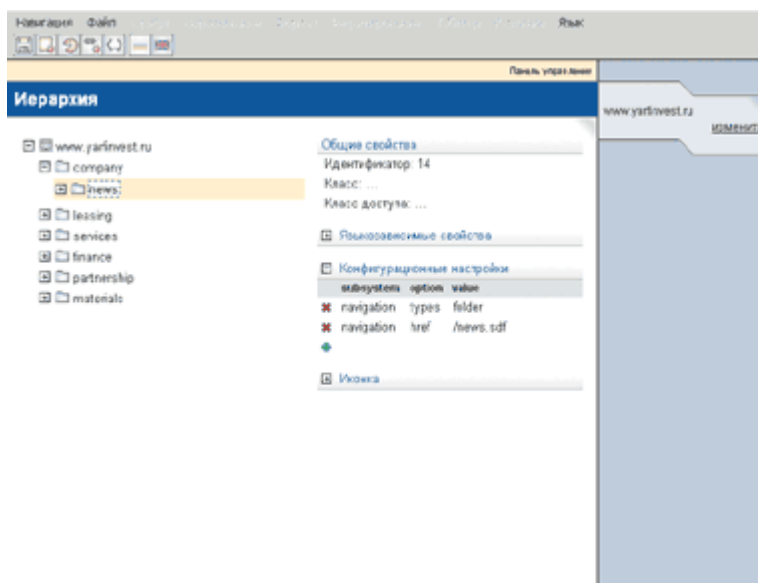 Навигация Файл Язык
Панель управления
Иерархия
www.yarinvest.ru
изменит
www.yarinvest.ru
company
news
leasing
services
finance
partnership
materials
Общие свойства
Идентификатор: 14
Класс: ...
Класс доступа: ...
Языкозависимые свойства
Конфигурационные настройки
subsystem option value
navigation types folder
navigation href /news.sdf
Иконка